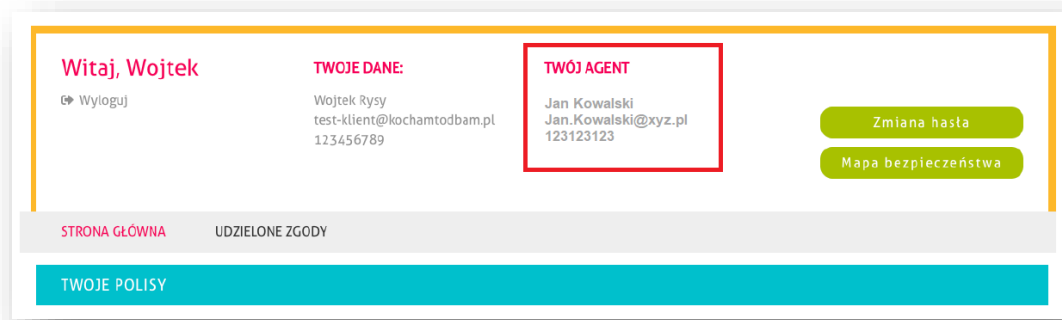 Witaj, Wojtek
Wyloguj
TWOJE DANE:
Wojtek Rysy
test-klient@kochamtodbam.pl
123456789
TWÓJ AGENT
Jan Kowalski
Jan.Kowalski@xyz.pl
123123123
Zmiana hasła
Mapa bezpieczeństwa
STRONA GŁÓWNA
UDZIELONE ZGODY
TWOJE POLISY